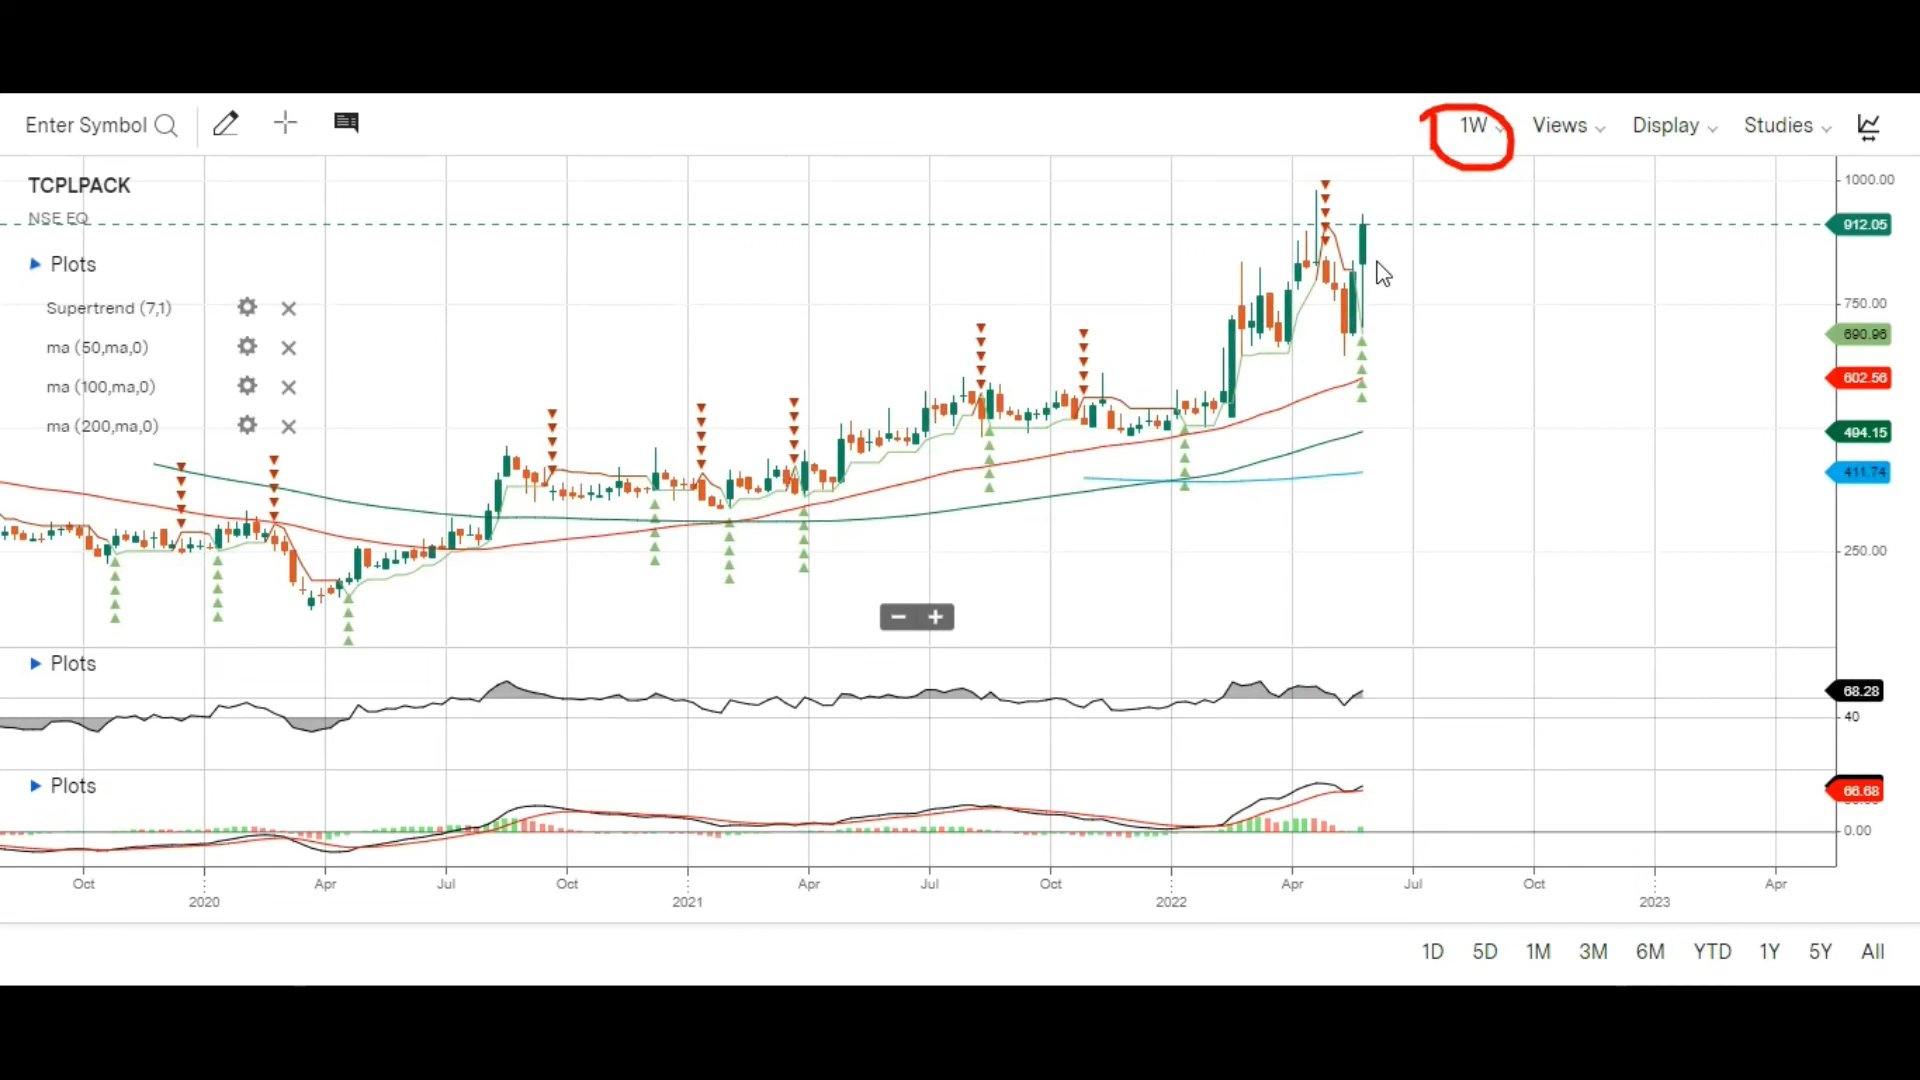 Enter Symbol
1W Views Display Studies
TCPLPACK
NSE EQ
Plots
Supertrend (7,1)
ma (50,ma,0)
ma (100,ma,0)
ma (200,ma,0)
1000.00
912.05
750.00
690.96
602.56
494.15
411.74
250.00
Plots
68.28
40
Plots
66.68
0.00
Oct Apr Jul Oct Apr Jul Oct Apr Jul Oct Apr
2020 2021 2022 2023
1D 5D 1M 3M 6M YTD 1Y 5Y All